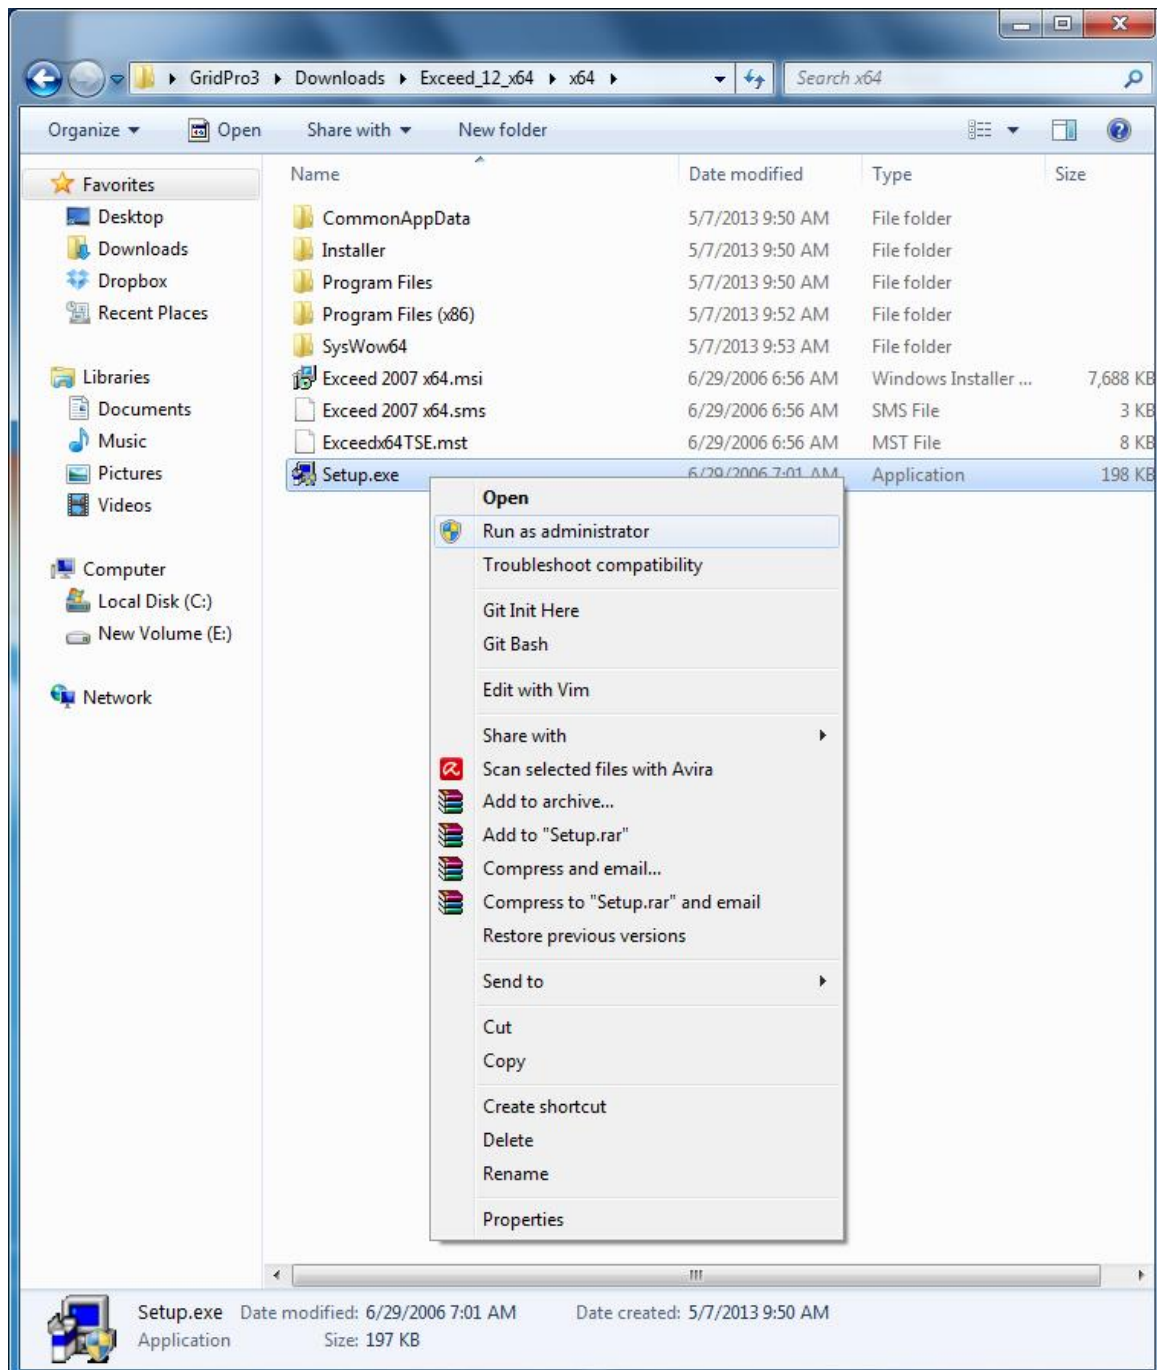 GridPro3 Downloads Exceed_12_x64 x64 Search x64
Organize Open Share with New folder
Name Date modified Type Size
Favorites
Desktop
Downloads
Dropbox
Recent Places
Libraries
Documents
Music
Pictures
Videos
Computer
Local Disk (C:)
New Volume (E:)
Network
CommonAppData 5/7/2013 9:50 AM File folder
Installer 5/7/2013 9:50 AM File folder
Program Files 5/7/2013 9:50 AM File folder
Program Files (x86) 5/7/2013 9:52 AM File folder
SysWow64 5/7/2013 9:53 AM File folder
Exceed 2007 x64.msi 6/29/2006 6:56 AM Windows Installer ... 7,688 KB
Exceed 2007 x64.sms 6/29/2006 6:56 AM SMS File 3 KB
Exceedx64TSE.mst 6/29/2006 6:56 AM MST File 8 KB
Setup.exe 6/29/2006 7:01 AM Application 198 KB
Open
Run as administrator
Troubleshoot compatibility
Git Init Here
Git Bash
Edit with Vim
Share with
Scan selected files with Avira
Add to archive...
Add to "Setup.rar"
Compress and email...
Compress to "Setup.rar" and email
Restore previous versions
Send to
Cut
Copy
Create shortcut
Delete
Rename
Properties
Setup.exe Date modified: 6/29/2006 7:01 AM Date created: 5/7/2013 9:50 AM
Application Size: 197 KB